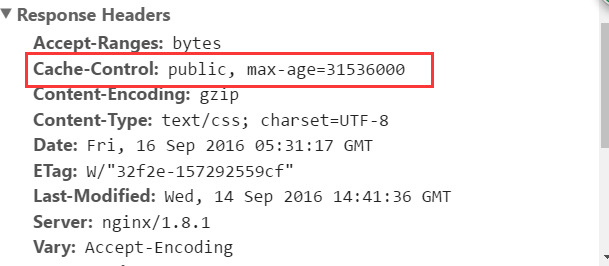 Response Headers
Accept-Ranges: bytes
Cache-Control: public, max-age=31536000
Content-Encoding: gzip
Content-Type: text/css; charset=UTF-8
Date: Fri, 16 Sep 2016 05:31:17 GMT
ETag: W/"32f2e-157292559cf"
Last-Modified: Wed, 14 Sep 2016 14:41:36 GMT
Server: nginx/1.8.1
Vary: Accept-Encoding